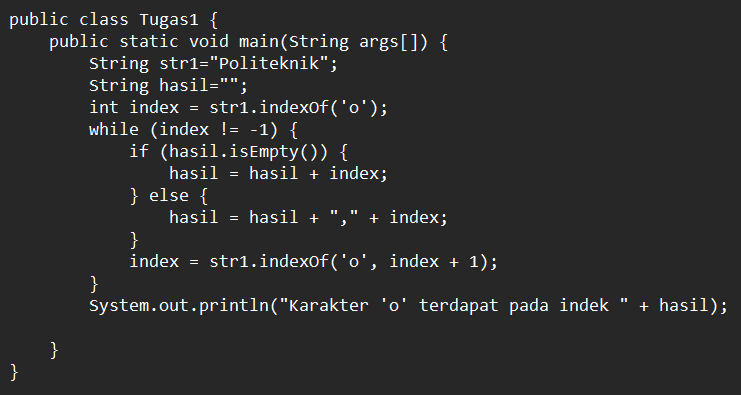 public class Tugas1 {
    public static void main(String args[]) {
        String str1="Politeknik";
        String hasil="";
        int index = str1.indexOf('o');
        while (index != -1) {
            if (hasil.isEmpty()) {
                hasil = hasil + index;
            } else {
                hasil = hasil + "," + index;
            }
            index = str1.indexOf('o', index + 1);
        }
        System.out.println("Karakter 'o' terdapat pada indek " + hasil);
    }
}